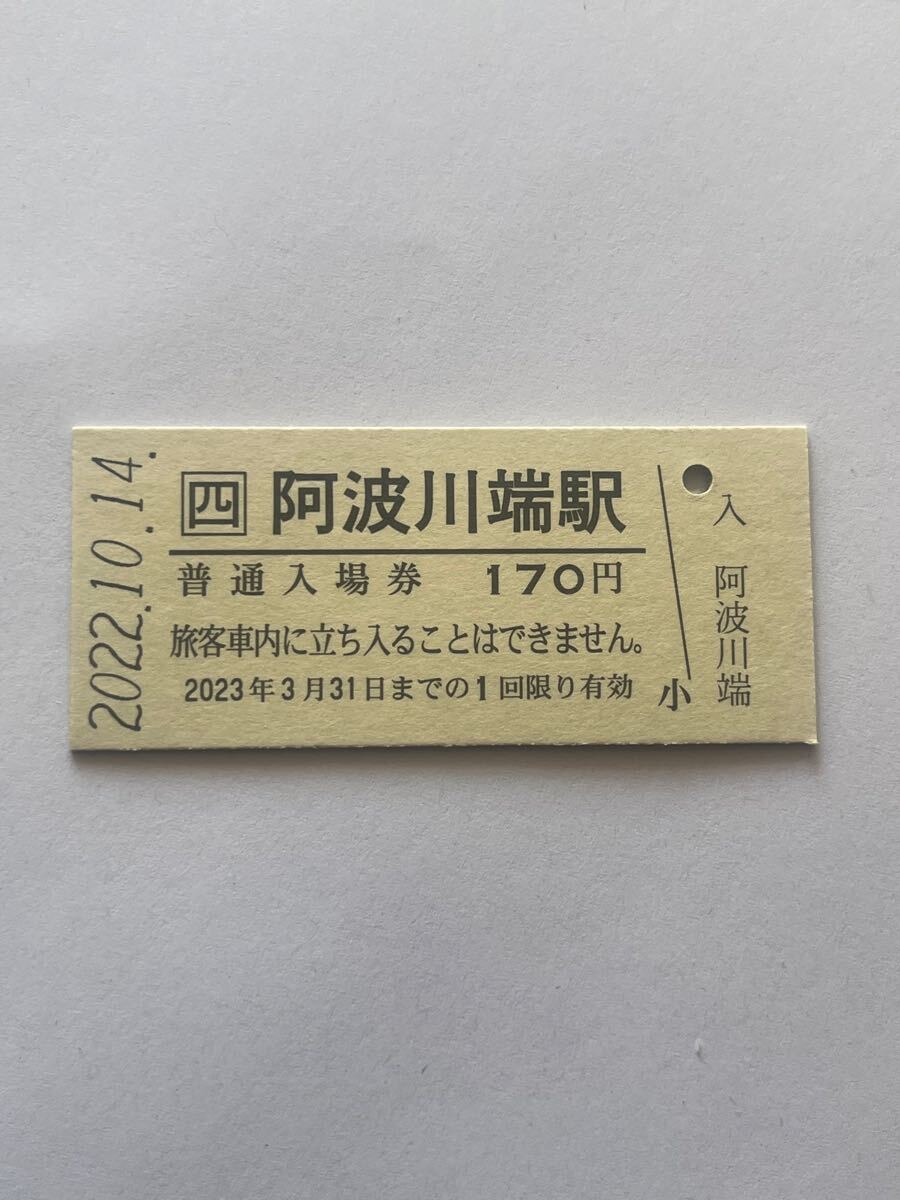 2022.10.14.
四 阿波川端駅
普通入場券 170円
旅客車内に立ち入ることはできません。
2023年3月31日までの1回限り有効
小
入 阿波川端